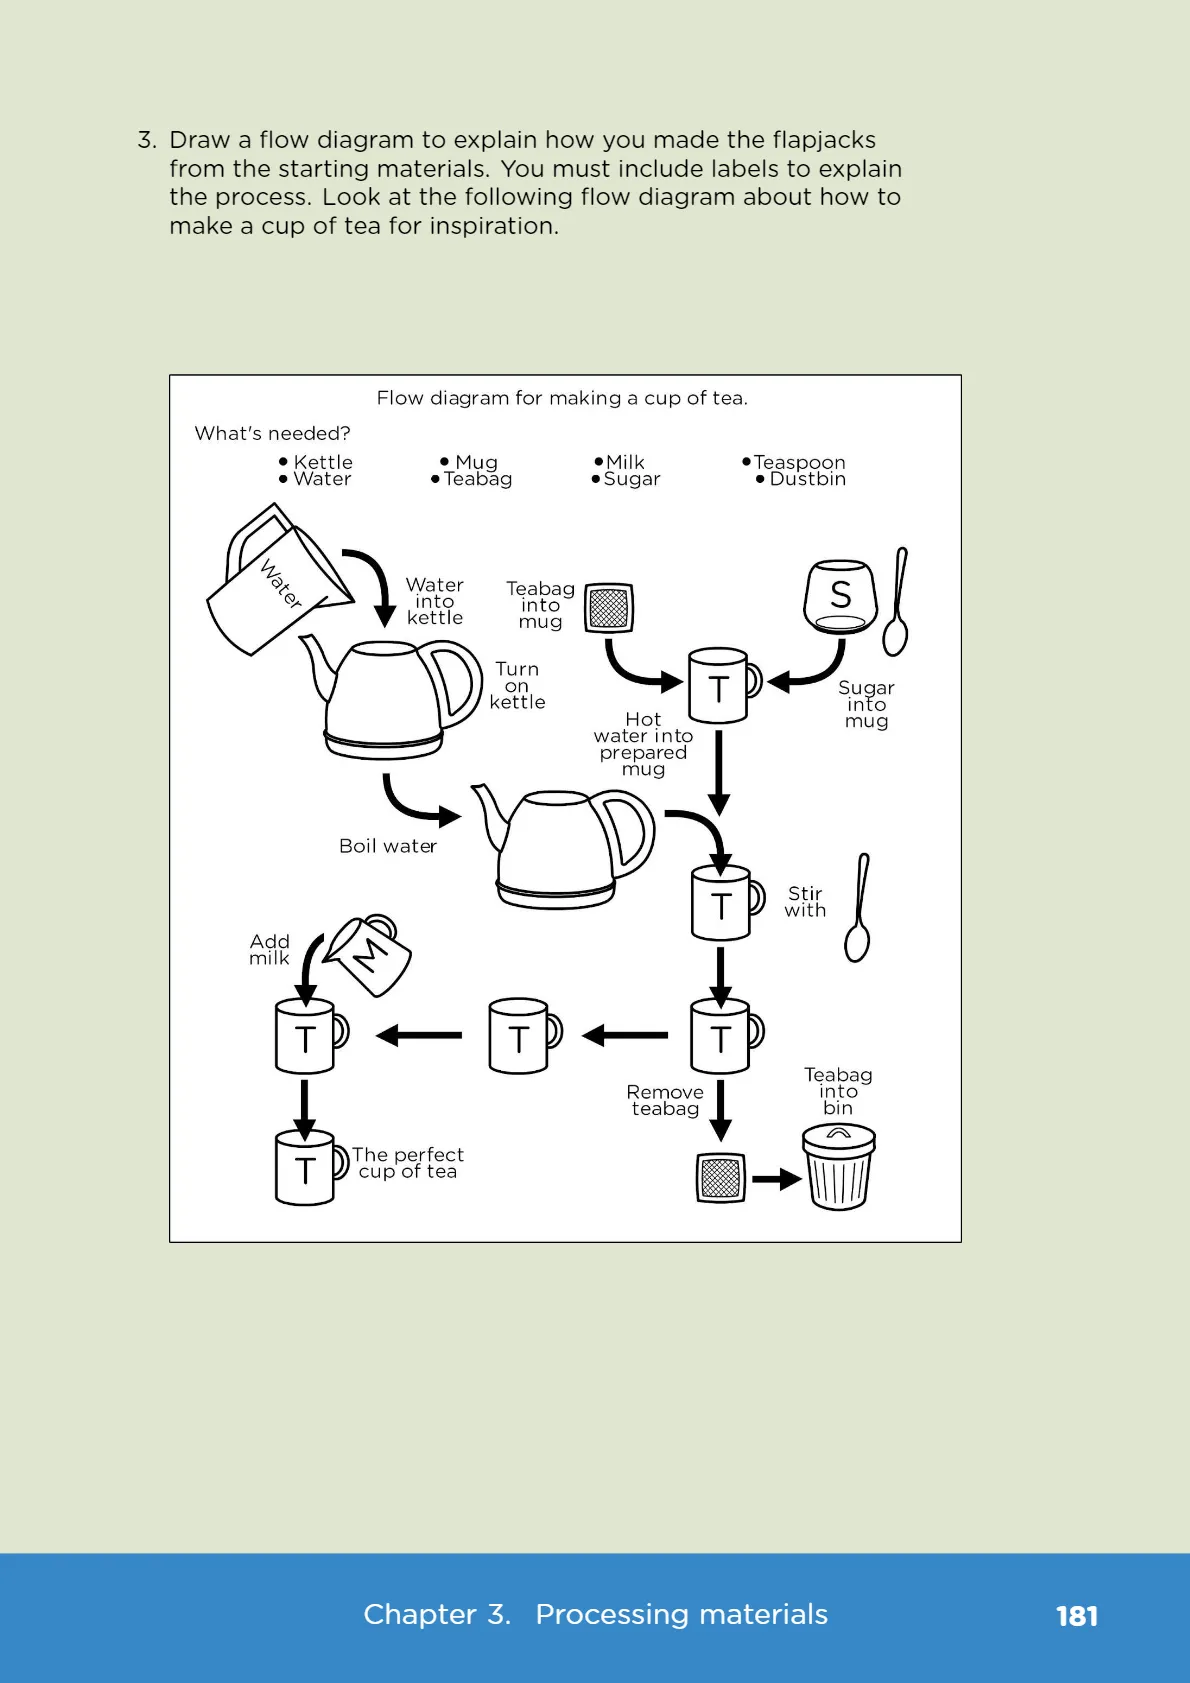 3. Draw a flow diagram to explain how you made the flapjacks
from the starting materials. You must include labels to explain
the process. Look at the following flow diagram about how to
make a cup of tea for inspiration.
Flow diagram for making a cup of tea.
What's needed?
• Kettle • Mug • Milk • Teaspoon
• Water • Teabag • Sugar • Dustbin
Water
Water
into
kettle
Teabag
into
mug
S
Turn
on
kettle
T
Sugar
into
mug
Hot
water into
prepared
mug
Boil water
T
Stir
with
Add
milk
M
T
T
T
Remove
teabag
Teabag
into
bin
T
The perfect
cup of tea
Chapter 3. Processing materials
181